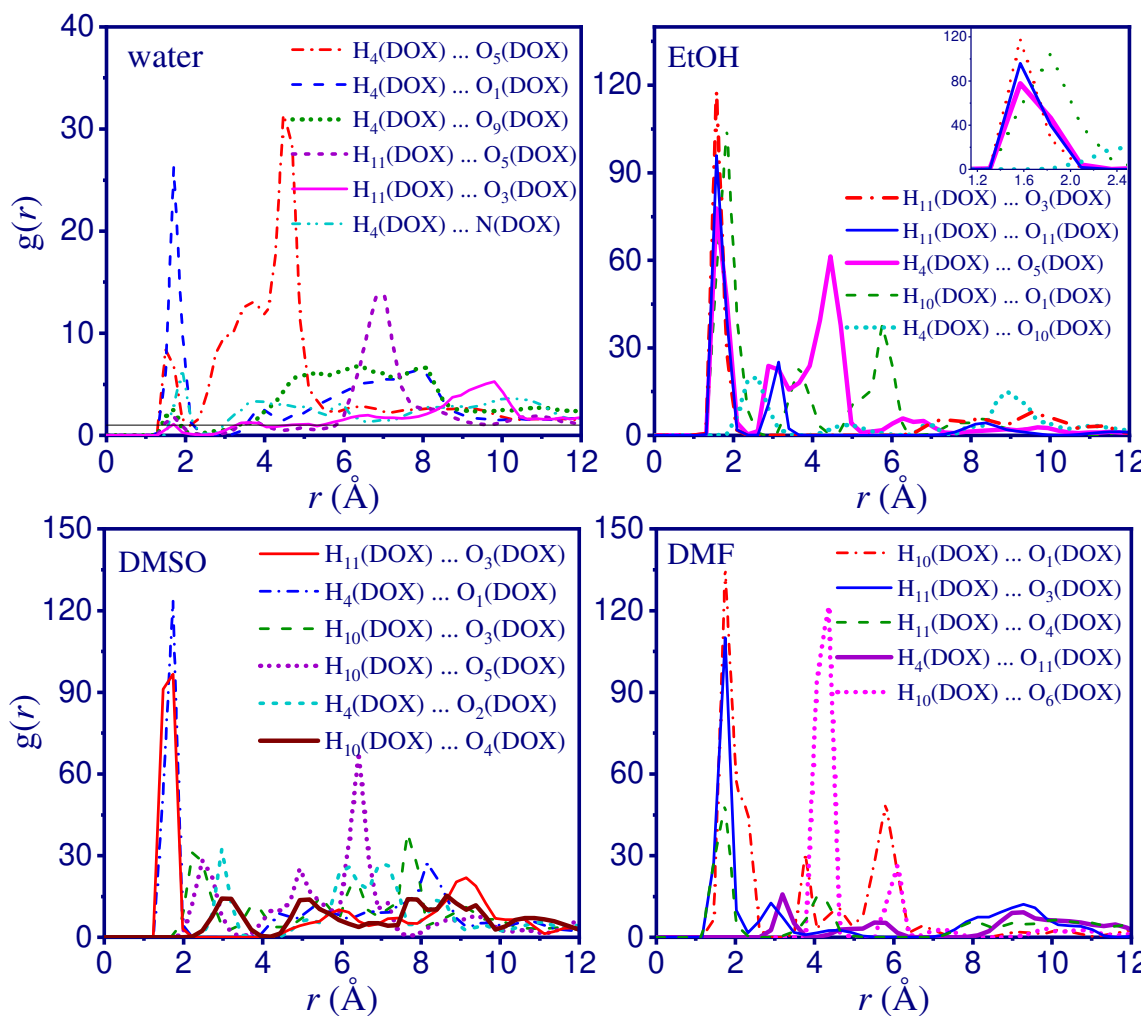 water
H₄(DOX) ... O₅(DOX)
H₄(DOX) ... O₁(DOX)
H₄(DOX) ... O₉(DOX)
H₁₁(DOX) ... O₅(DOX)
H₁₁(DOX) ... O₃(DOX)
H₄(DOX) ... N(DOX)
40
30
20
10
0
g(r)
0 2 4 6 8 10 12
r (Å)
EtOH
120
80
40
0
1.2 1.6 2.0 2.4
H₁₁(DOX) ... O₃(DOX)
H₁₁(DOX) ... O₁₁(DOX)
H₄(DOX) ... O₅(DOX)
H₁₀(DOX) ... O₁(DOX)
H₄(DOX) ... O₁₀(DOX)
120
90
60
30
0
0 2 4 6 8 10 12
r (Å)
DMSO
H₁₁(DOX) ... O₃(DOX)
H₄(DOX) ... O₁(DOX)
H₁₀(DOX) ... O₃(DOX)
H₁₀(DOX) ... O₅(DOX)
H₄(DOX) ... O₂(DOX)
H₁₀(DOX) ... O₄(DOX)
150
120
90
60
30
0
g(r)
0 2 4 6 8 10 12
r (Å)
DMF
H₁₀(DOX) ... O₁(DOX)
H₁₁(DOX) ... O₃(DOX)
H₁₁(DOX) ... O₄(DOX)
H₄(DOX) ... O₁₁(DOX)
H₁₀(DOX) ... O₆(DOX)
150
120
90
60
30
0
0 2 4 6 8 10 12
r (Å)